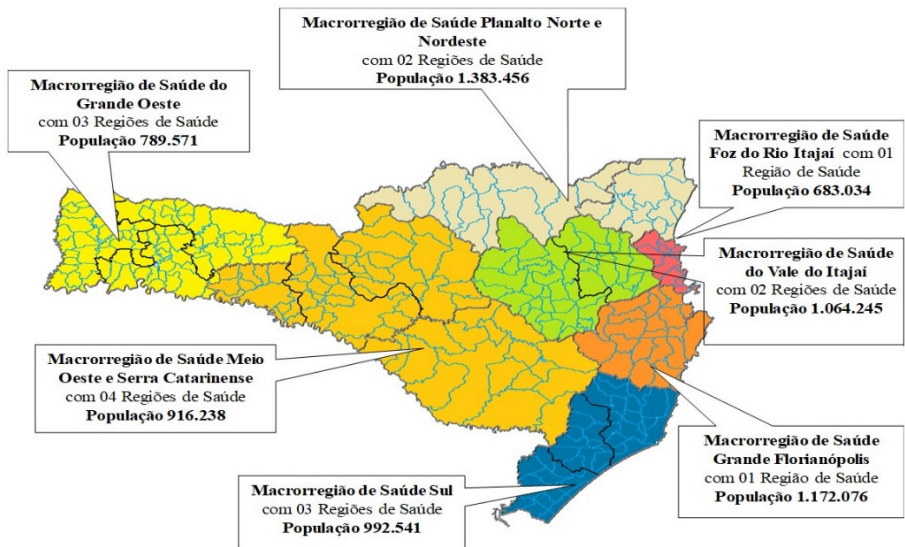 Macrorregião de Saúde Planalto Norte e
Nordeste
com 02 Regiões de Saúde
População 1.383.456
Macrorregião de Saúde do
Grande Oeste
com 03 Regiões de Saúde
População 789.571
Macrorregião de Saúde
Foz do Rio Itajaí com 01
Região de Saúde
População 683.034
Macrorregião de Saúde
do Vale do Itajaí
com 02 Regiões de Saúde
População 1.064.245
Macrorregião de Saúde Meio
Oeste e Serra Catarinense
com 04 Regiões de Saúde
População 916.238
Macrorregião de Saúde
Grande Florianópolis
com 01 Região de Saúde
População 1.172.076
Macrorregião de Saúde Sul
com 03 Regiões de Saúde
População 992.541